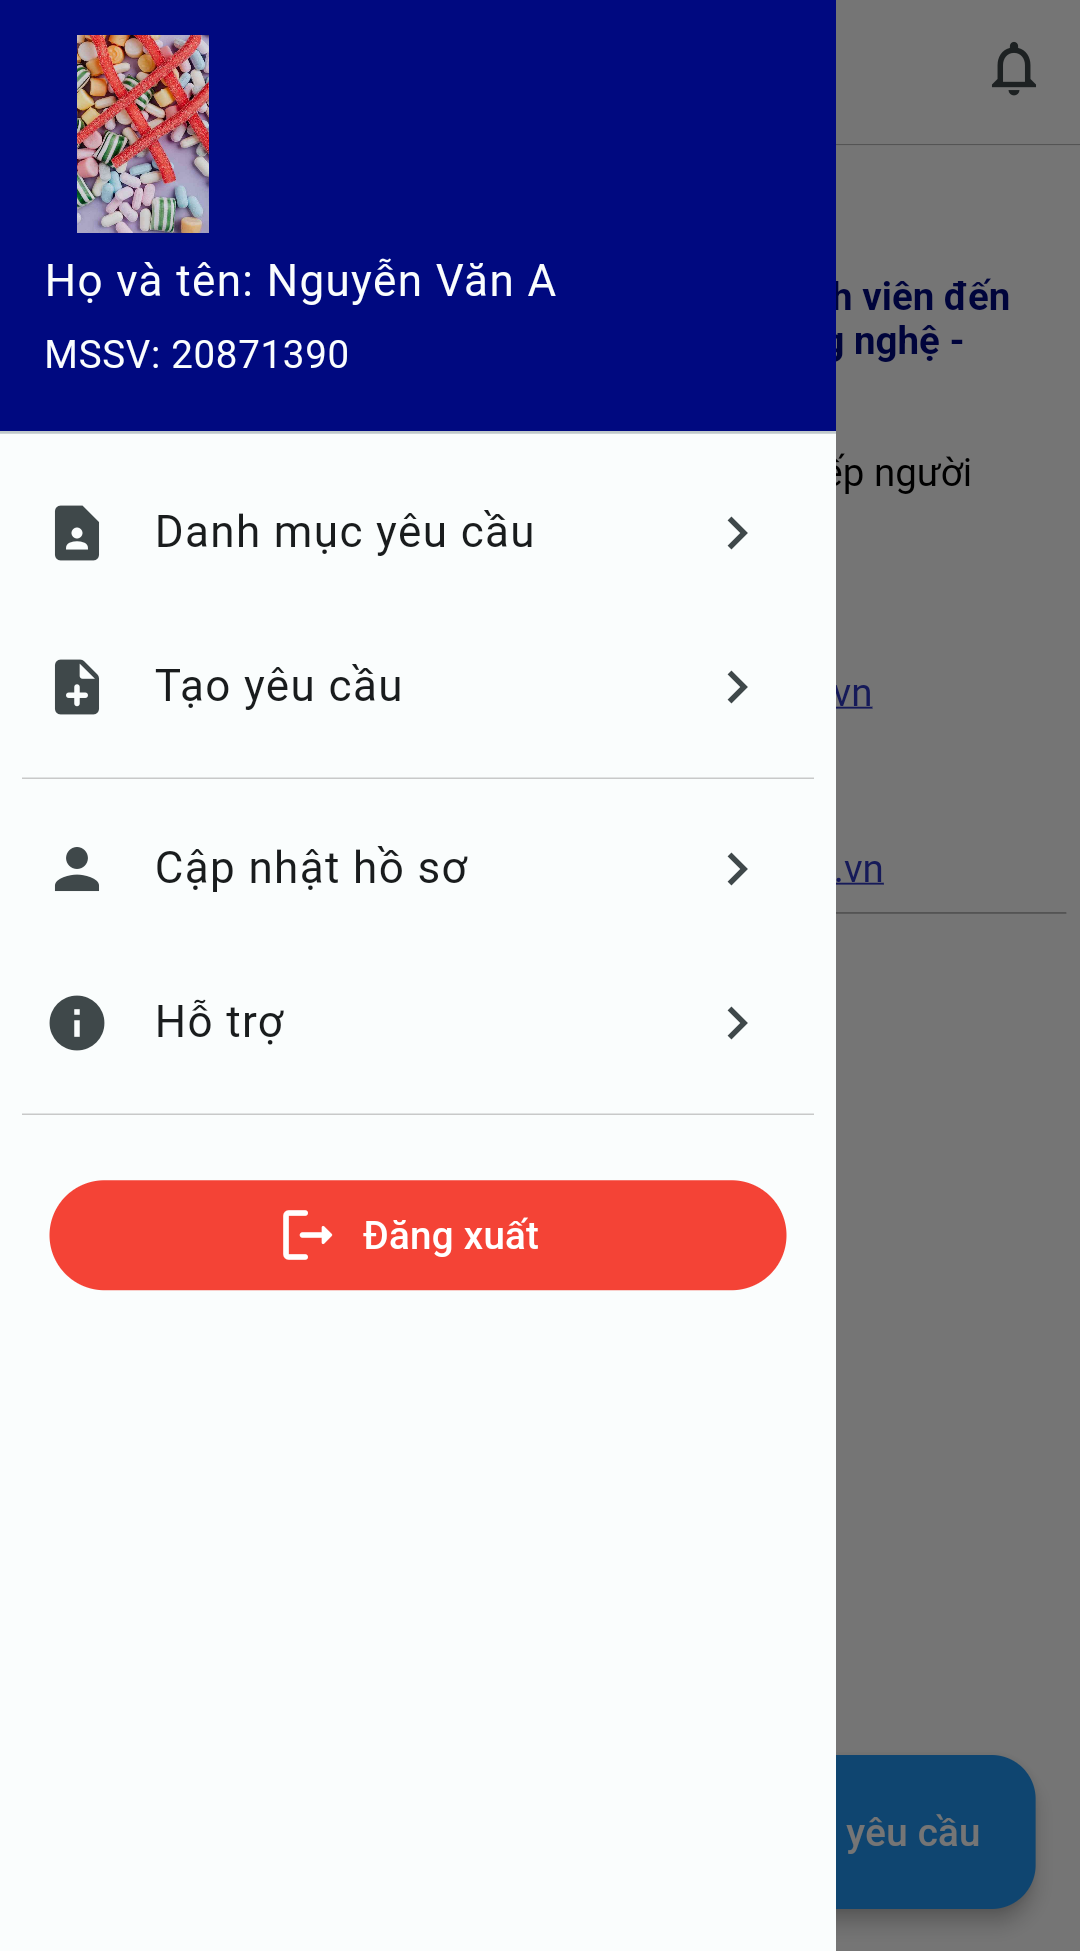 Họ và tên: Nguyễn Văn A
MSSV: 20871390
viên đến
nghệ -
người
Danh mục yêu cầu
Tạo yêu cầu
vn
Cập nhật hồ sơ
.vn
Hỗ trợ
Đăng xuất
yêu cầu